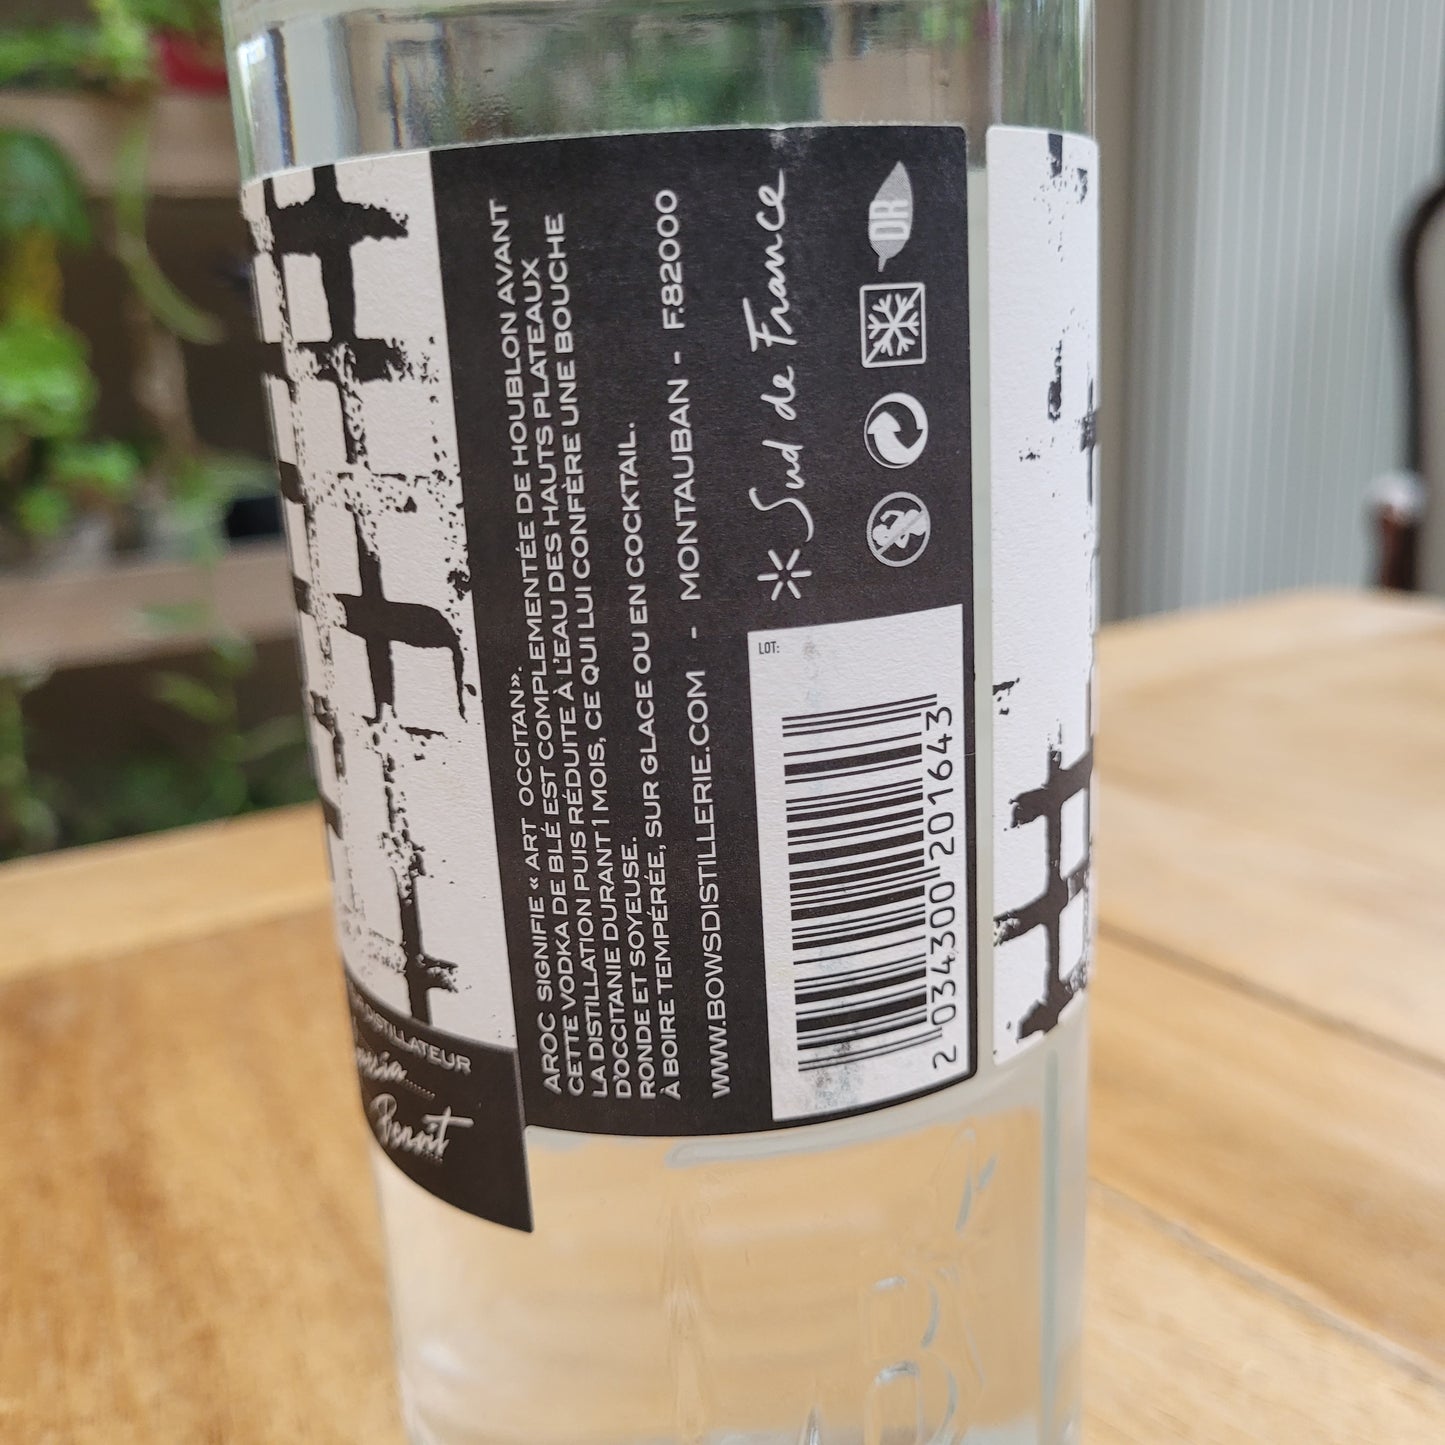 AROC SIGNIFIE « ART OCCITAN».
CETTE VODKA DE BLÉ EST COMPLEMENTÉE DE HOUBLON AVANT
LA DISTILLATION PUIS RÉDUITE À L'EAU DES HAUTS PLATEAUX
D'OCCITANIE DURANT 1 MOIS, CE QUI LUI CONFÈRE UNE BOUCHE
RONDE ET SOYEUSE.
À BOIRE TEMPÉRÉE, SUR GLACE OU EN COCKTAIL.
WWW.BOWSDISTILLERIE.COM - MONTAUBAN - F.82000
Sud de France
DR
LOT:
2 034300 201643
DISTILLATEUR
Benoit